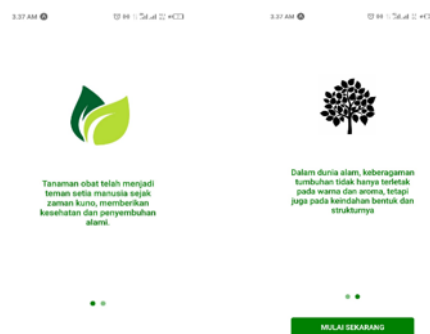 3:37 AM
Tanaman obat telah menjadi
teman setia manusia sejak
zaman kuno, memberikan
kesehatan dan penyembuhan
alami.
3:37 AM
Dalam dunia alam, keberagaman
tumbuhan tidak hanya terletak
pada warna dan aroma, tetapi
juga pada keindahan bentuk dan
strukturnya
MULAI SEKARANG